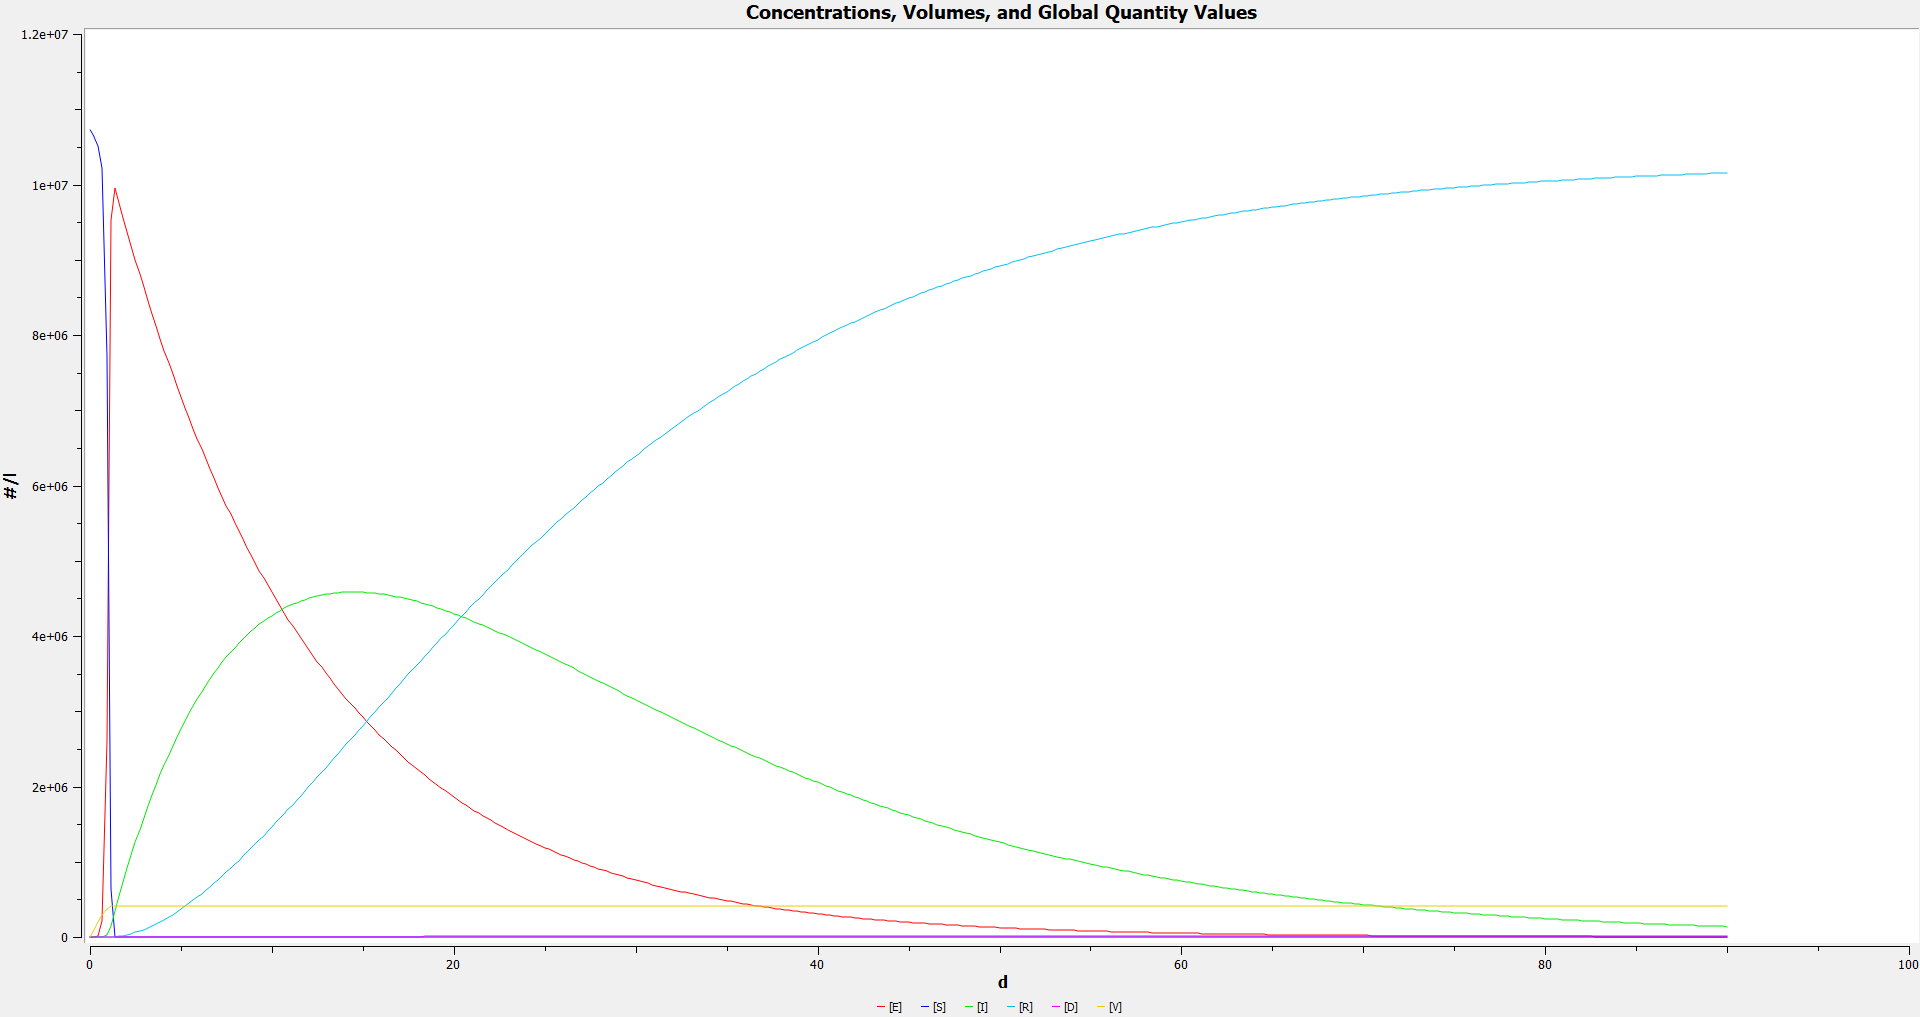 Concentrations, Volumes, and Global Quantity Values
1.2e+07
1e+07
8e+06
6e+06
4e+06
2e+06
0
#/l
0 20 40 60 80 100
d
[E] [S] [I] [R] [D] [V]